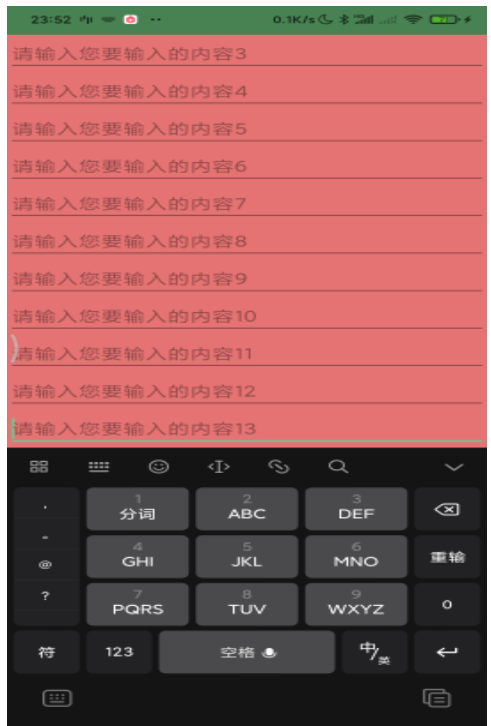 23:52 0.1K/s
请输入您要输入的内容3
请输入您要输入的内容4
请输入您要输入的内容5
请输入您要输入的内容6
请输入您要输入的内容7
请输入您要输入的内容8
请输入您要输入的内容9
请输入您要输入的内容10
请输入您要输入的内容11
请输入您要输入的内容12
请输入您要输入的内容13
1 2 3
, 分词 ABC DEF
。 4 5 6
@ GHI JKL MNO 重输
? 7 8 9
PQRS TUV WXYZ 0
符 123 空格 中/英